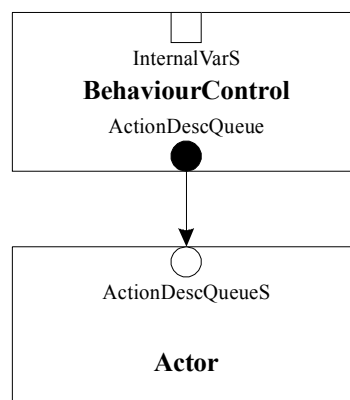 InternalVarS
BehaviourControl
ActionDescQueue
ActionDescQueueS
Actor